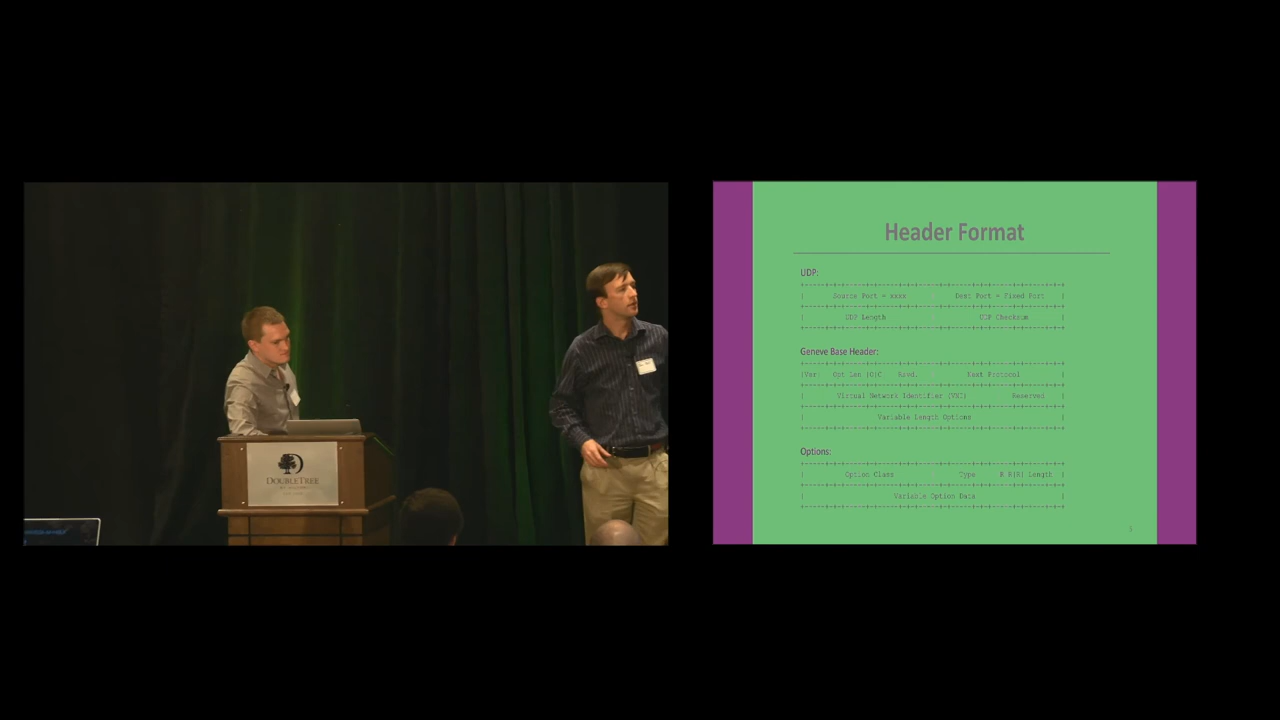 DOUBLETREE
Header Format
UDP:
| Source Port = xxxx | Dest Port = Fixed Port |
| UDP Length | UDP Checksum |
Geneve Base Header:
|Ver| Opt Len |O|C| Rsvd. | Next Protocol |
| Virtual Network Identifier (VNI) | Reserved |
| Variable Length Options |
Options:
| Option Class | Type |R|R|R| Length |
| Variable Option Data |